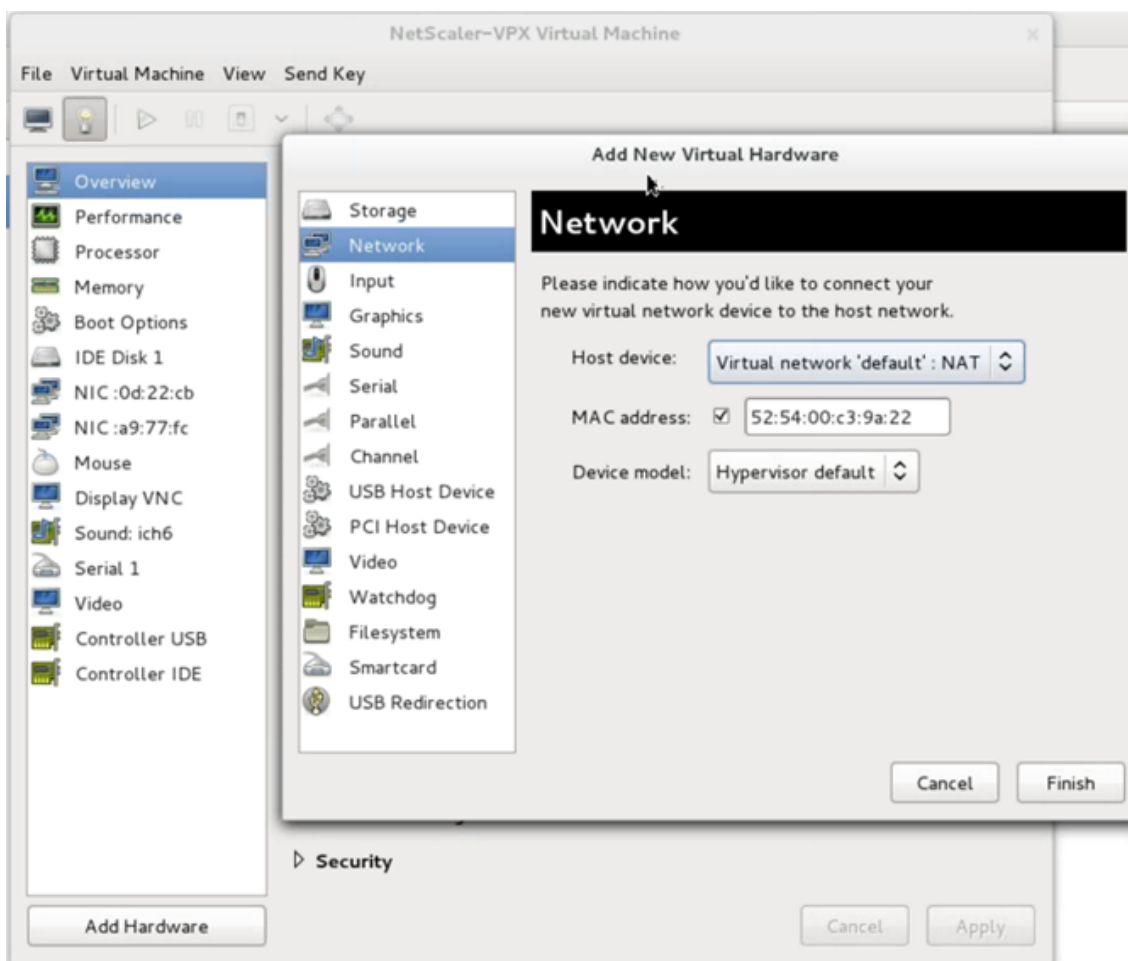 NetScaler-VPX Virtual Machine
File Virtual Machine View Send Key
Overview
Performance
Processor
Memory
Boot Options
IDE Disk 1
NIC :0d:22:cb
NIC :a9:77:fc
Mouse
Display VNC
Sound: ich6
Serial 1
Video
Controller USB
Controller IDE
Add Hardware
Add New Virtual Hardware
Storage
Network
Input
Graphics
Sound
Serial
Parallel
Channel
USB Host Device
PCI Host Device
Video
Watchdog
Filesystem
Smartcard
USB Redirection
Network
Please indicate how you'd like to connect your
new virtual network device to the host network.
Host device: Virtual network 'default' : NAT
MAC address: 52:54:00:c3:9a:22
Device model: Hypervisor default
Cancel Finish
Security
Cancel Apply